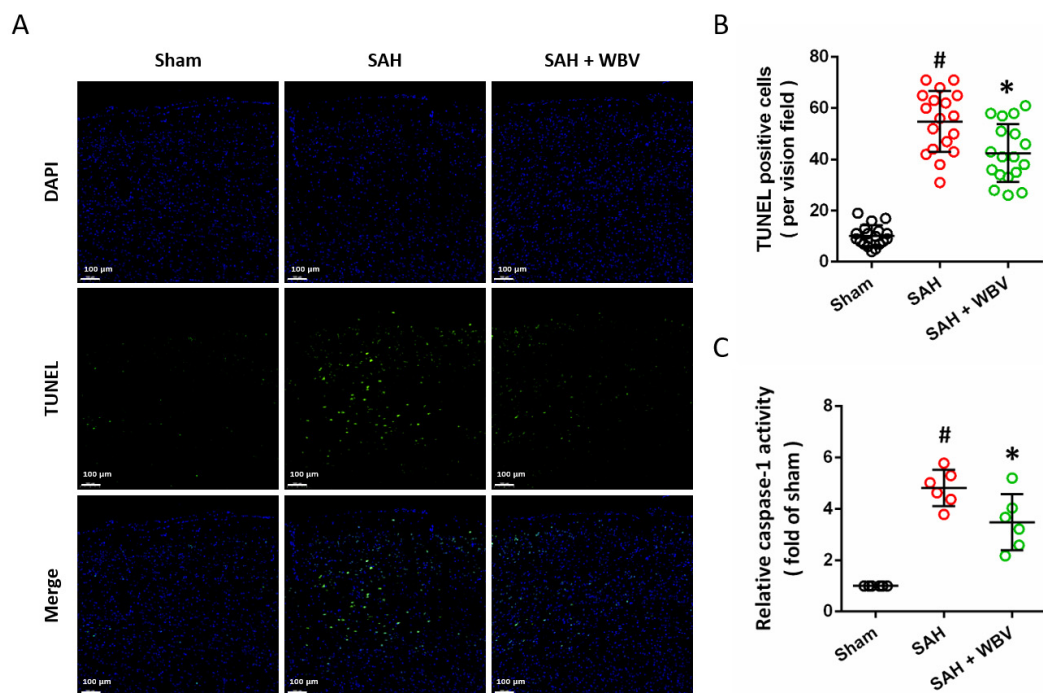 A
Sham SAH SAH + WBV
DAPI
100 μm 100 μm 100 μm
TUNEL
100 μm 100 μm 100 μm
Merge
100 μm 100 μm 100 μm
B
TUNEL positive cells
( per vision field )
80
60
40
20
0
#
*
Sham
SAH
SAH + WBV
C
Relative caspase-1 activity
( fold of sham )
8
6
4
2
0
#
*
Sham
SAH
SAH + WBV